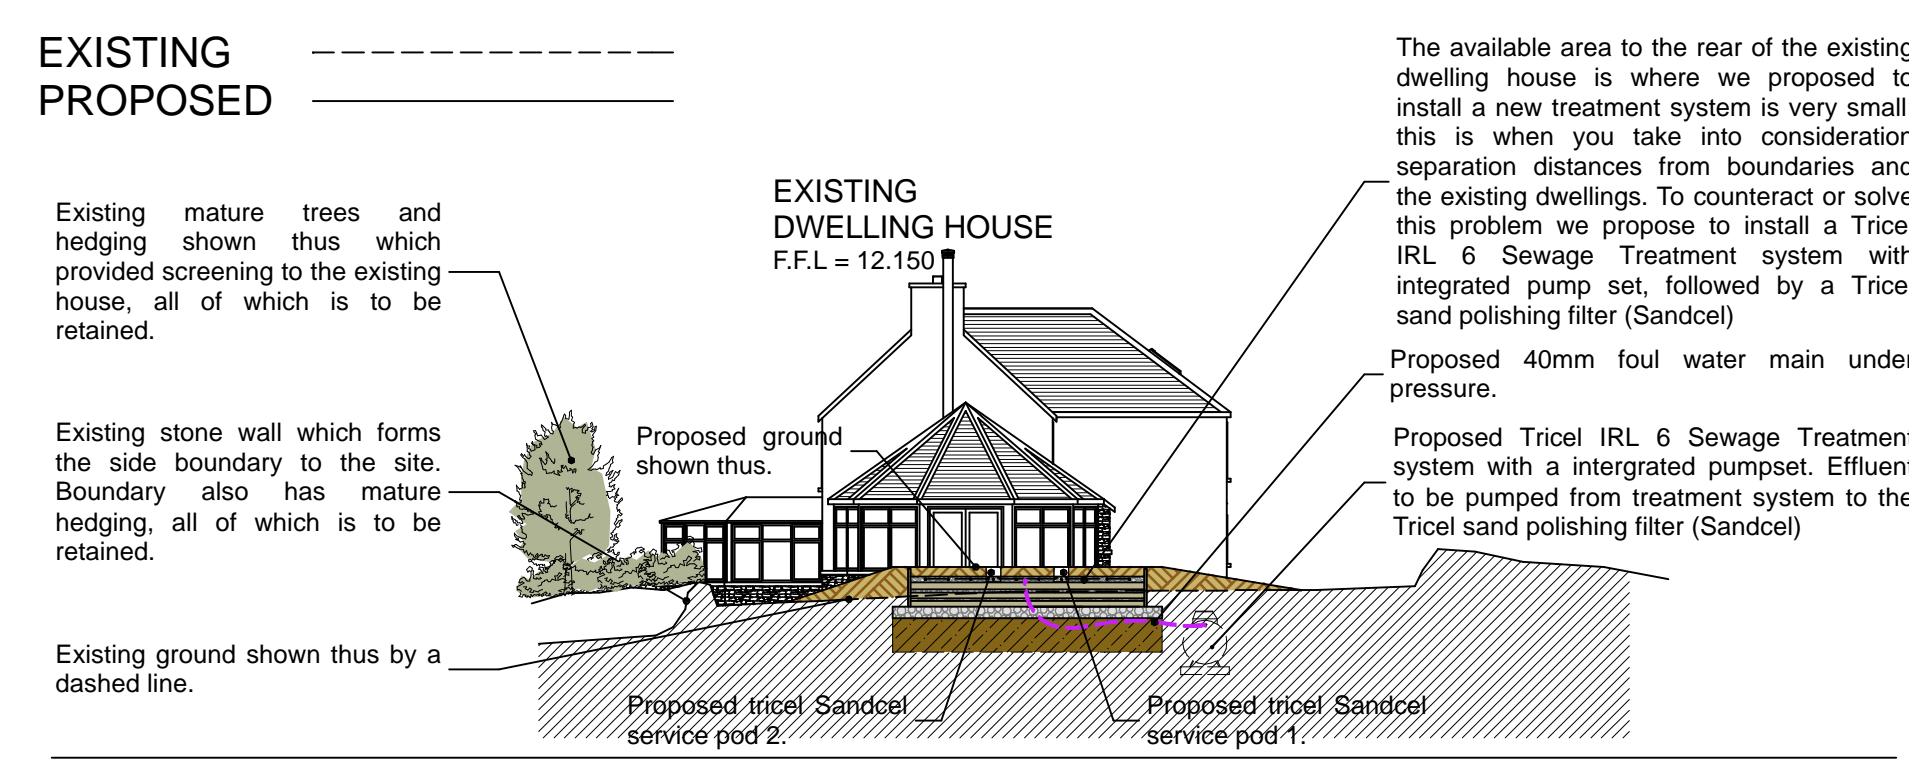 EXISTING
PROPOSED
Existing mature trees and
hedging shown thus which
provided screening to the existing
house, all of which is to be
retained.
Existing stone wall which forms
the side boundary to the site.
Boundary also has mature
hedging, all of which is to be
retained.
Existing ground shown thus by a
dashed line.
EXISTING
DWELLING HOUSE
F.F.L = 12.150
Proposed ground
shown thus.
Proposed tricel Sandcel
service pod 2.
Proposed tricel Sandcel
service pod 1.
The available area to the rear of the existing
dwelling house is where we proposed to
install a new treatment system is very small
this is when you take into consideration
separation distances from boundaries and
the existing dwellings. To counteract or solve
this problem we propose to install a Tricel
IRL 6 Sewage Treatment system with
integrated pump set, followed by a Tricel
sand polishing filter (Sandcel)
Proposed 40mm foul water main under
pressure.
Proposed Tricel IRL 6 Sewage Treatment
system with a intergrated pumpset. Effluent
to be pumped from treatment system to the
Tricel sand polishing filter (Sandcel)